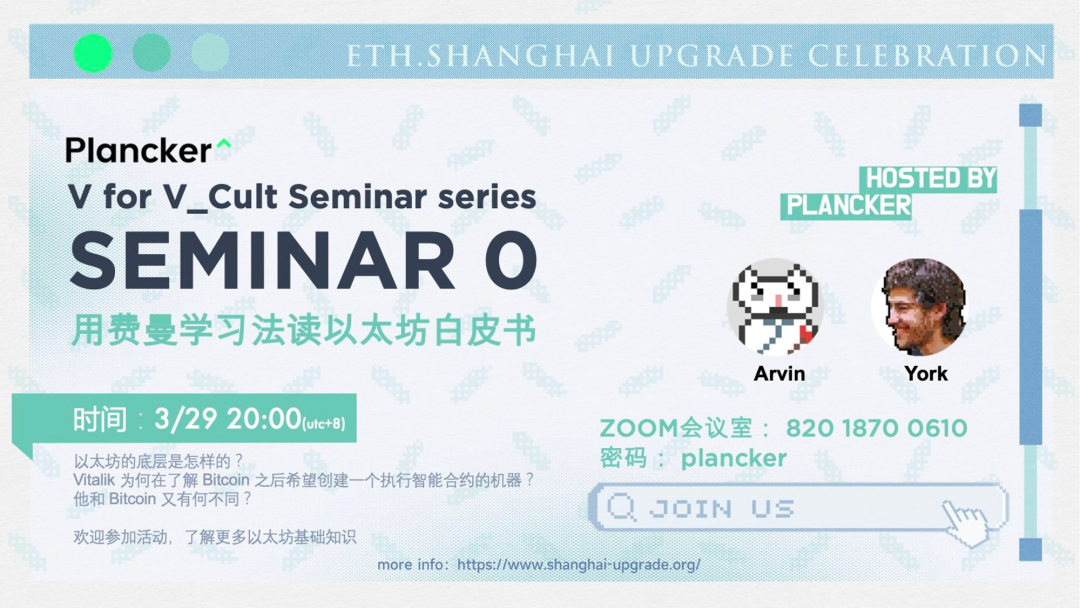 ETH.SHANGHAI UPGRADE CELEBRATION
Plancker^
V for V_Cult Seminar series
SEMINAR 0
用费曼学习法读以太坊白皮书
时间：3/29 20:00(utc+8)
以太坊的底层是怎样的？
Vitalik 为何在了解 Bitcoin 之后希望创建一个执行智能合约的机器？
他和 Bitcoin 又有何不同？
欢迎参加活动，了解更多以太坊基础知识
HOSTED BY
PLANCKER
Arvin
York
ZOOM会议室： 820 1870 0610
密码： plancker
JOIN US
more info：https://www.shanghai-upgrade.org/